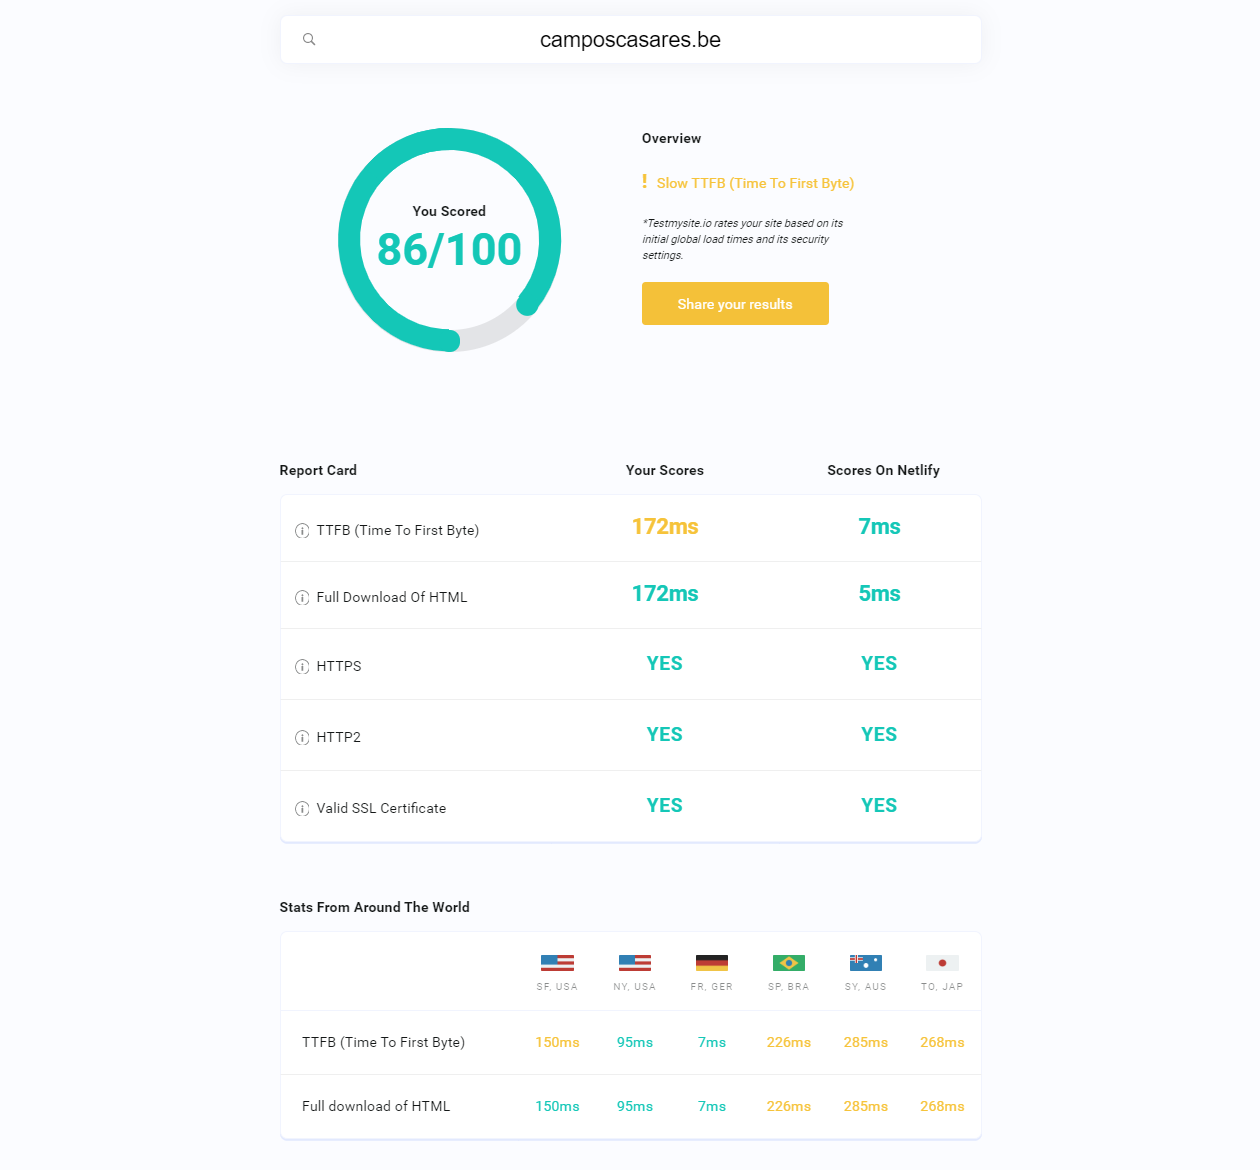 camposcasares.be
You Scored
86/100
Overview
! Slow TTFB (Time To First Byte)
*Testmysite.io rates your site based on its
initial global load times and its security
settings.
Share your results
Report Card Your Scores Scores On Netlify
TTFB (Time To First Byte) 172ms 7ms
Full Download Of HTML 172ms 5ms
HTTPS YES YES
HTTP2 YES YES
Valid SSL Certificate YES YES
Stats From Around The World
SF, USA NY, USA FR, GER SP, BRA SY, AUS TO, JAP
TTFB (Time To First Byte) 150ms 95ms 7ms 226ms 285ms 268ms
Full download of HTML 150ms 95ms 7ms 226ms 285ms 268ms